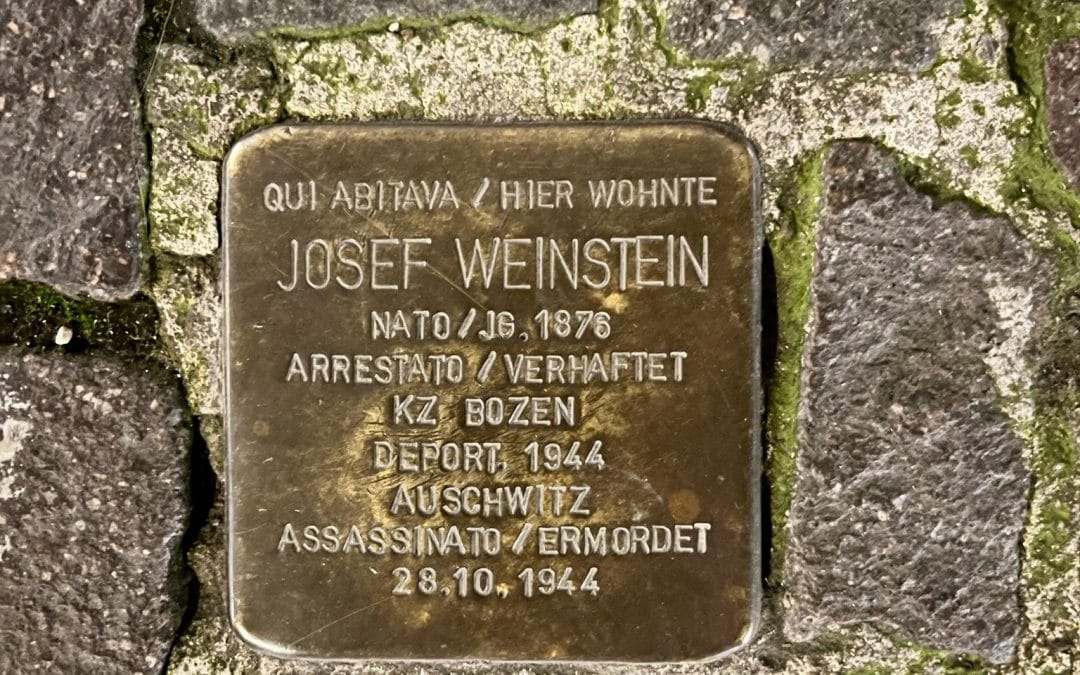 QUI ABITAVA / HIER WOHNTE
JOSEF WEINSTEIN
NATO / JG. 1876
ARRESTATO / VERHAFTET
KZ BOZEN
DEPORT. 1944
AUSCHWITZ
ASSASSINATO / ERMORDET
28.10.1944